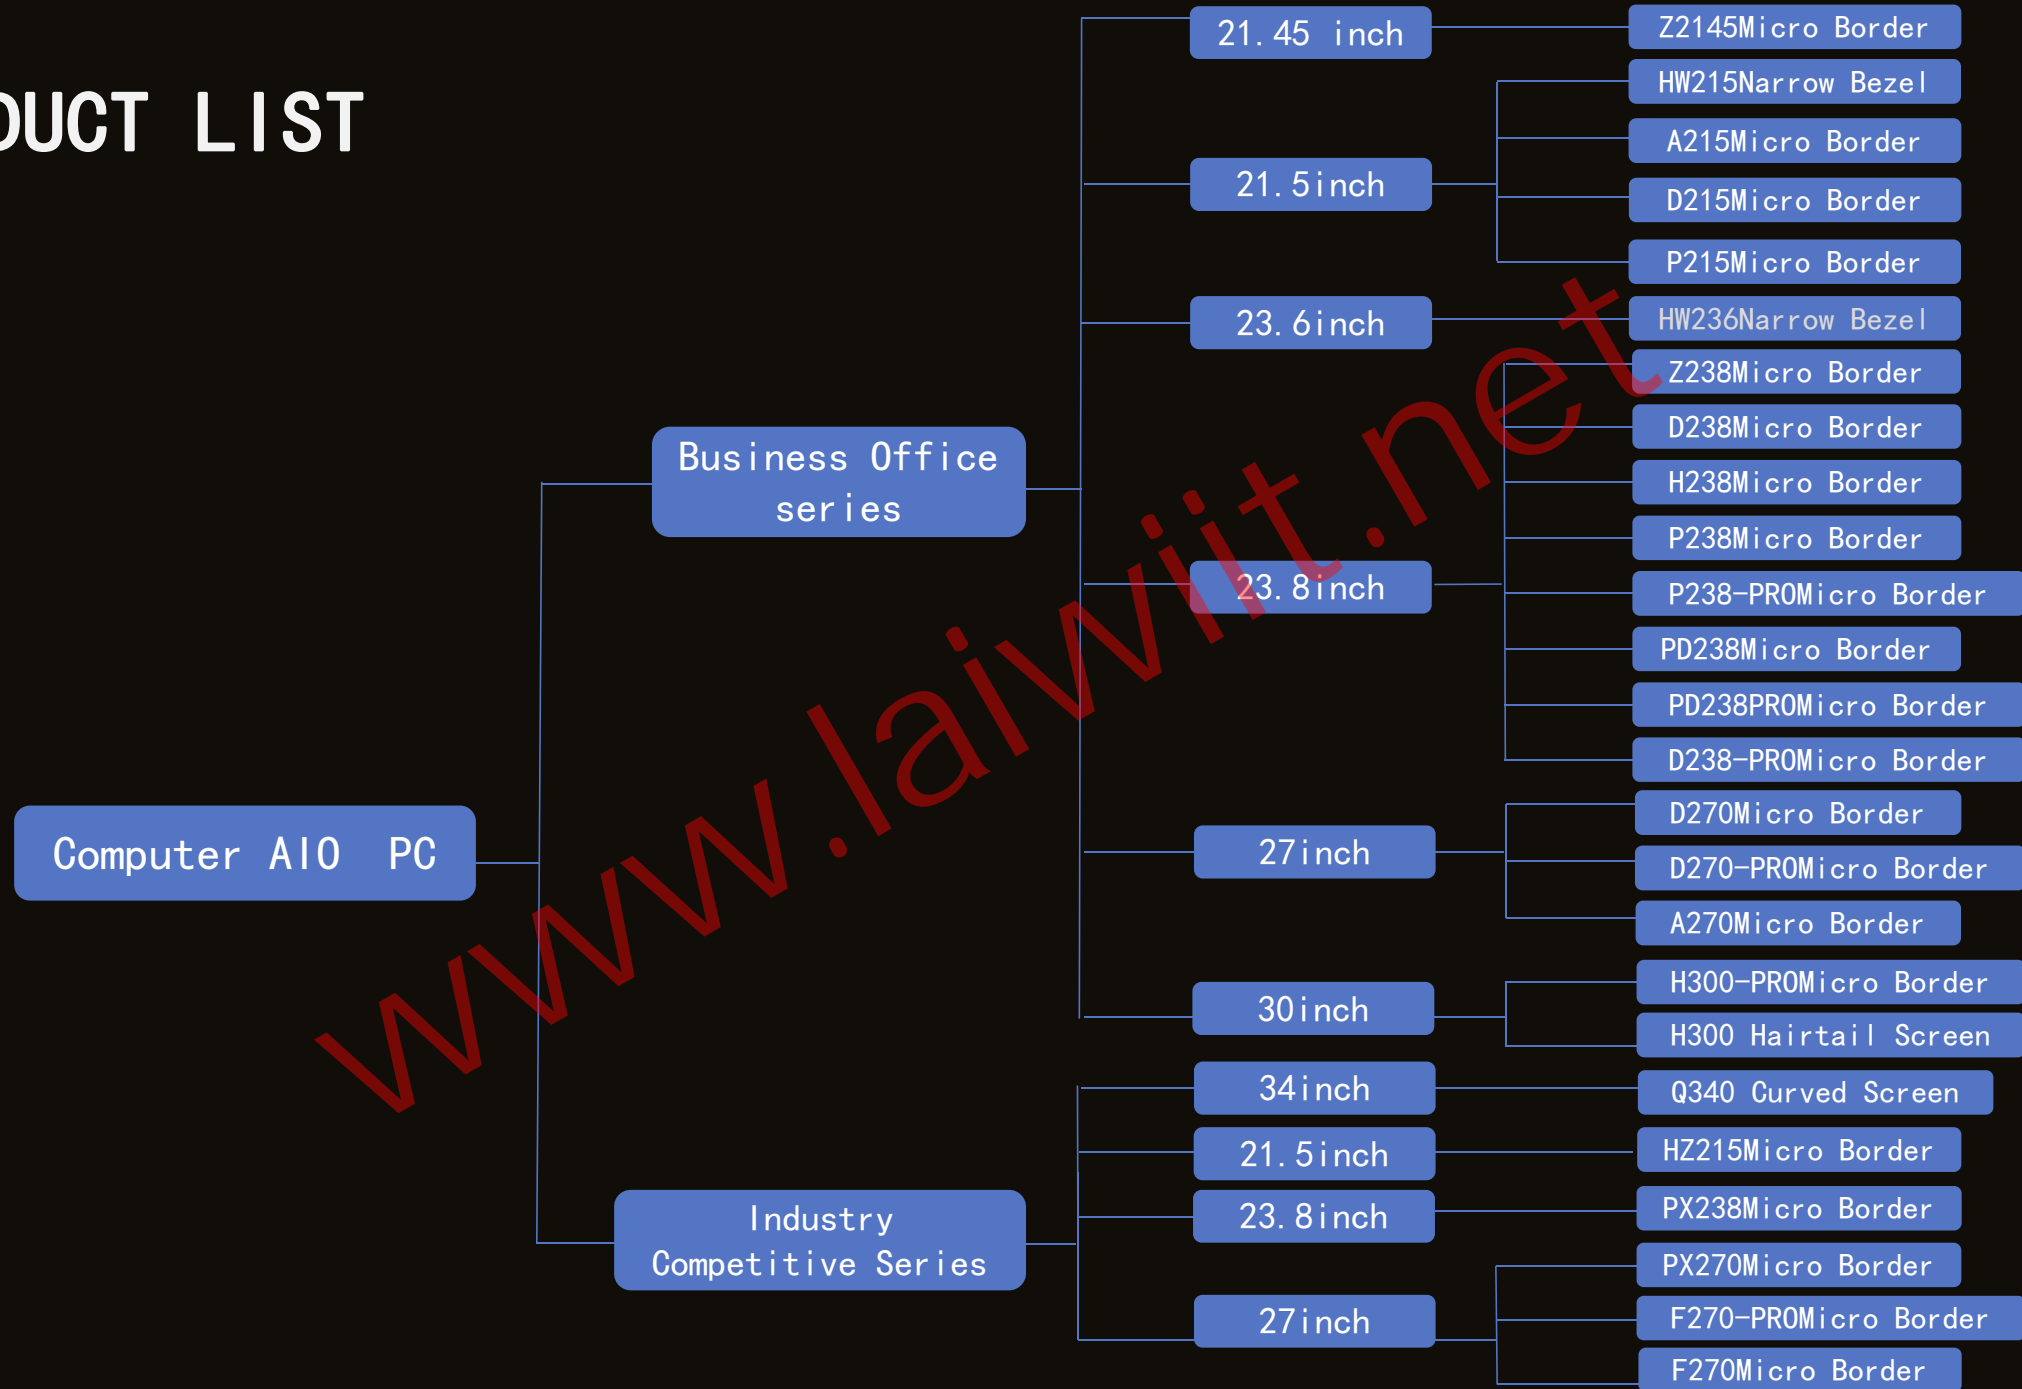 DUCT LIST
Computer AIO PC
Business Office
series
Industry
Competitive Series
21.45 inch
21.5inch
23.6inch
23.8inch
27inch
30inch
34inch
21.5inch
23.8inch
27inch
Z2145Micro Border
HW215Narrow Bezel
A215Micro Border
D215Micro Border
P215Micro Border
HW236Narrow Bezel
Z238Micro Border
D238Micro Border
H238Micro Border
P238Micro Border
P238-PROMicro Border
PD238Micro Border
PD238PROMicro Border
D238-PROMicro Border
D270Micro Border
D270-PROMicro Border
A270Micro Border
H300-PROMicro Border
H300 Hairtail Screen
Q340 Curved Screen
HZ215Micro Border
PX238Micro Border
PX270Micro Border
F270-PROMicro Border
F270Micro Border
www.laiwiit.net